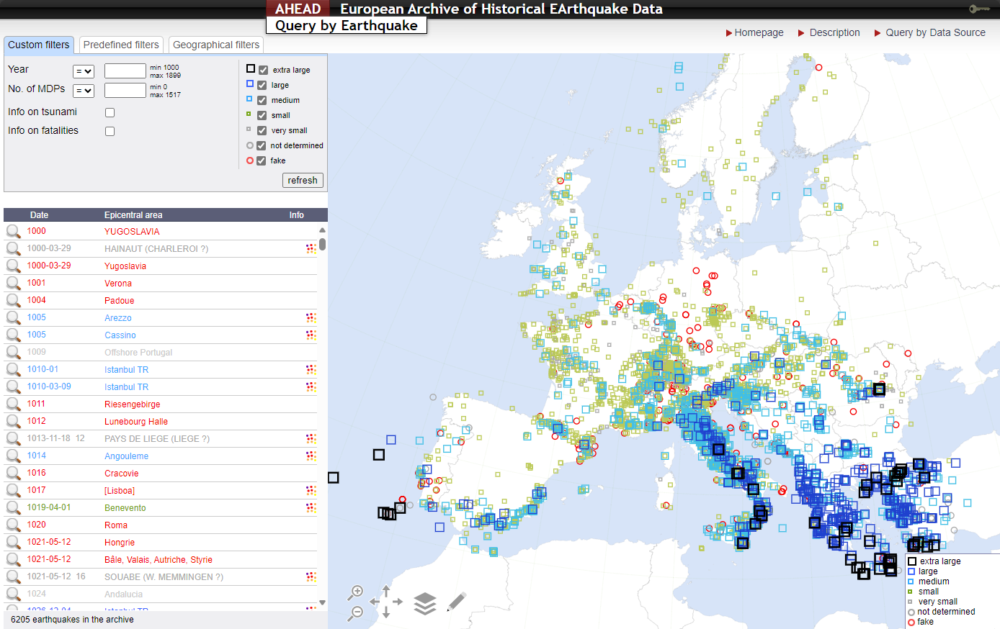 AHEAD European Archive of Historical EArthquake Data
Query by Earthquake
Homepage Description Query by Data Source
Custom filters Predefined filters Geographical filters
Year = min 1000
max 1899
No. of MDPs = min 0
max 1517
Info on tsunami
Info on fatalities
extra large
large
medium
small
very small
not determined
fake
refresh
Date Epicentral area Info
1000 YUGOSLAVIA
1000-03-29 HAINAUT (CHARLEROI ?)
1000-03-29 Yugoslavia
1001 Verona
1004 Padoue
1005 Arezzo
1005 Cassino
1009 Offshore Portugal
1010-01 Istanbul TR
1010-03-09 Istanbul TR
1011 Riesengebirge
1012 Lunebourg Halle
1013-11-18 12 PAYS DE LIEGE (LIEGE ?)
1014 Angouleme
1016 Cracovie
1017 [Lisboa]
1019-04-01 Benevento
1020 Roma
1021-05-12 Hongrie
1021-05-12 Bâle, Valais, Autriche, Styrie
1021-05-12 16 SOUABE (W. MEMMINGEN ?)
1024 Andalucia
1026-12-04 Istanbul TR
6205 earthquakes in the archive
extra large
large
medium
small
very small
not determined
fake